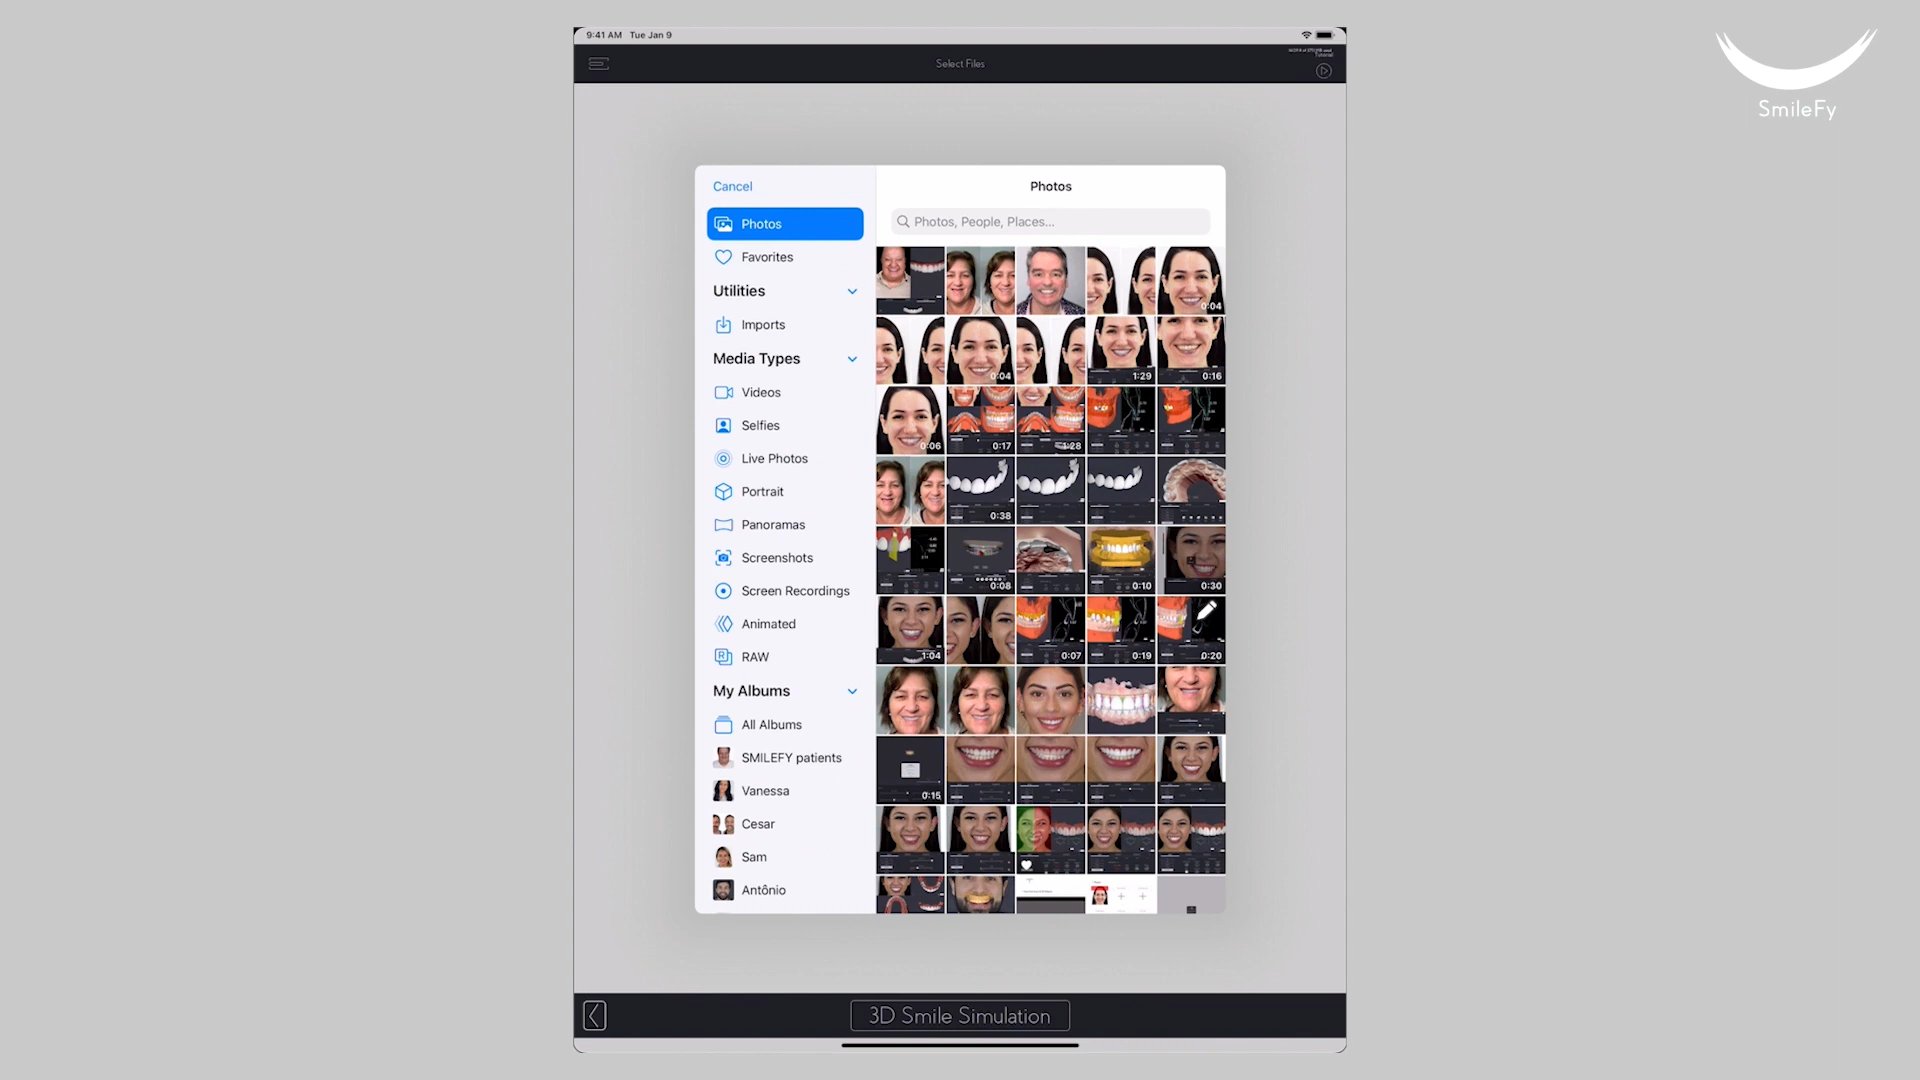 9:41 AM Tue Jan 9
Select Files
Tutorial
SmileFy
Cancel
Photos
Photos
Photos, People, Places...
Favorites
Utilities
Imports
Media Types
Videos
Selfies
Live Photos
Portrait
Panoramas
Screenshots
Screen Recordings
Animated
RAW
My Albums
All Albums
SMILEFY patients
Vanessa
Cesar
Sam
Antônio
0:04
0:04
1:29
0:16
0:06
0:17
1:28
0:38
0:08
0:10
0:30
1:04
0:07
0:19
0:20
0:15
3D Smile Simulation